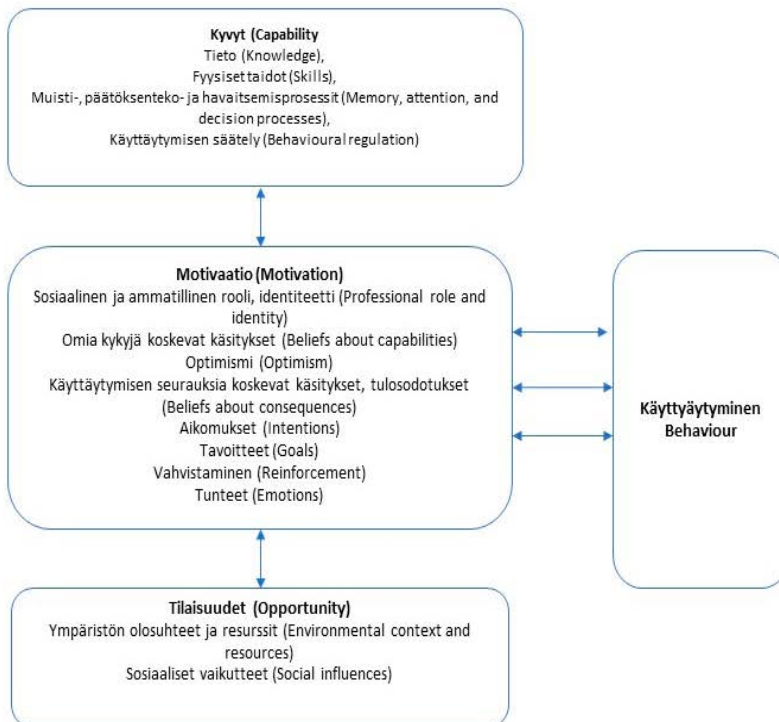 Kyvyt (Capability
Tieto (Knowledge),
Fyysiset taidot (Skills),
Muisti-, päätöksenteko- ja havaitsemisprosessit (Memory, attention, and
decision processes),
Käyttäytymisen säätely (Behavioural regulation)
Motivaatio (Motivation)
Sosiaalinen ja ammatillinen rooli, identiteetti (Professional role and
identity)
Omia kykyjä koskevat käsitykset (Beliefs about capabilities)
Optimismi (Optimism)
Käyttäytymisen seurauksia koskevat käsitykset, tulosodotukset
(Beliefs about consequences)
Aikomukset (Intentions)
Tavoitteet (Goals)
Vahvistaminen (Reinforcement)
Tunteet (Emotions)
Käyttyäytyminen
Behaviour
Tilaisuudet (Opportunity)
Ympäristön olosuhteet ja resurssit (Environmental context and
resources)
Sosiaaliset vaikutteet (Social influences)